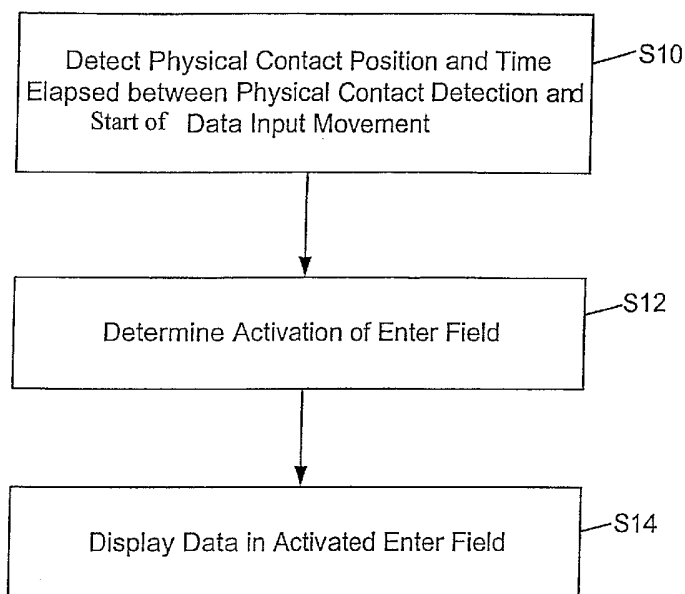 Detect Physical Contact Position and Time
Elapsed between Physical Contact Detection and
Start of Data Input Movement
S10
Determine Activation of Enter Field
S12
Display Data in Activated Enter Field
S14